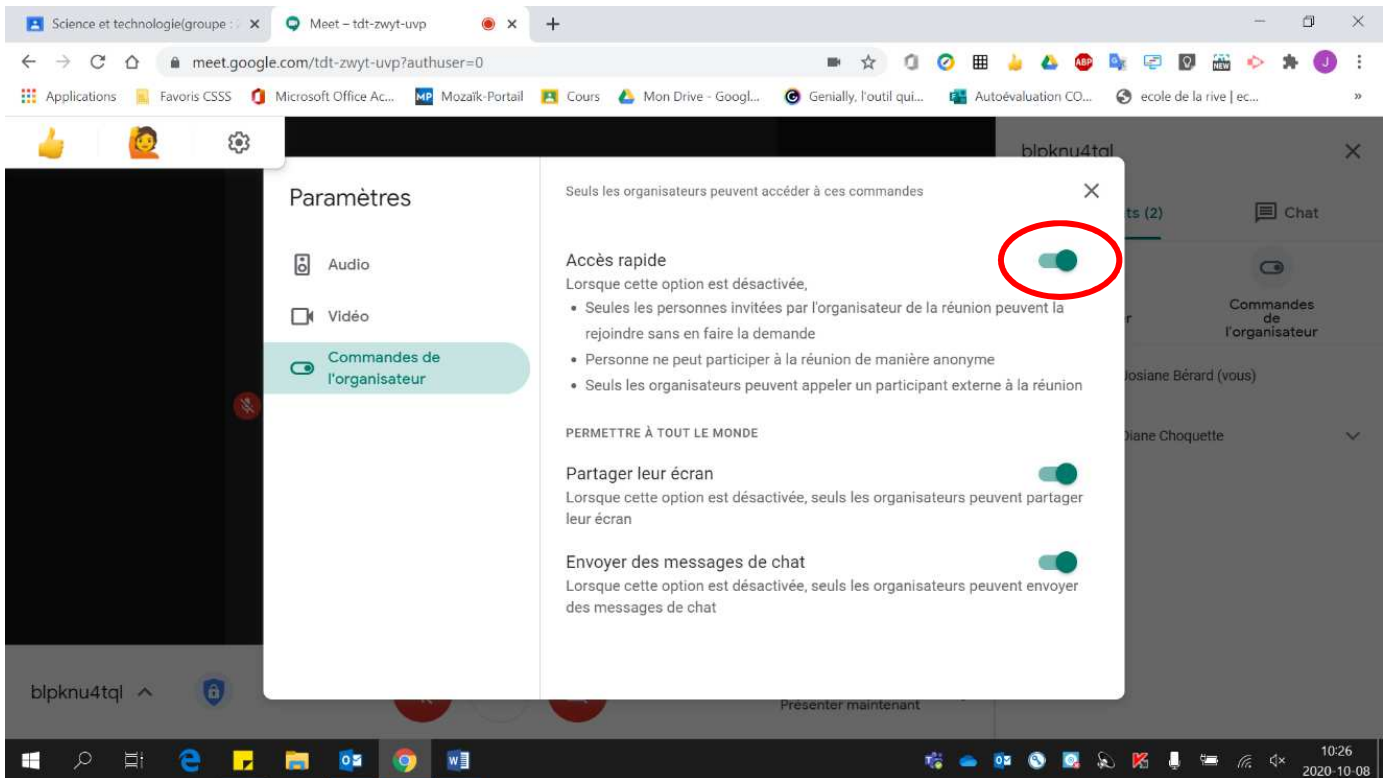 Science et technologie(groupe :
Meet – tdt-zwyt-uvp
meet.google.com/tdt-zwyt-uvp?authuser=0
ABP
NEW
J
Applications
Favoris CSSS
Microsoft Office Ac...
MP
Mozaïk-Portail
Cours
Mon Drive - Googl...
Genially, l'outil qui...
Autoévaluation CO...
ecole de la rive | ec...
»
blpknu4tql
Paramètres
Audio
Vidéo
Commandes de
l'organisateur
Seuls les organisateurs peuvent accéder à ces commandes
Accès rapide
Lorsque cette option est désactivée,
• Seules les personnes invitées par l'organisateur de la réunion peuvent la
rejoindre sans en faire la demande
• Personne ne peut participer à la réunion de manière anonyme
• Seuls les organisateurs peuvent appeler un participant externe à la réunion
PERMETTRE À TOUT LE MONDE
Partager leur écran
Lorsque cette option est désactivée, seuls les organisateurs peuvent partager
leur écran
Envoyer des messages de chat
Lorsque cette option est désactivée, seuls les organisateurs peuvent envoyer
des messages de chat
ts (2)
Chat
r
Commandes
de
l'organisateur
Josiane Bérard (vous)
Diane Choquette
blpknu4tql
Présenter maintenant
10:26
2020-10-08